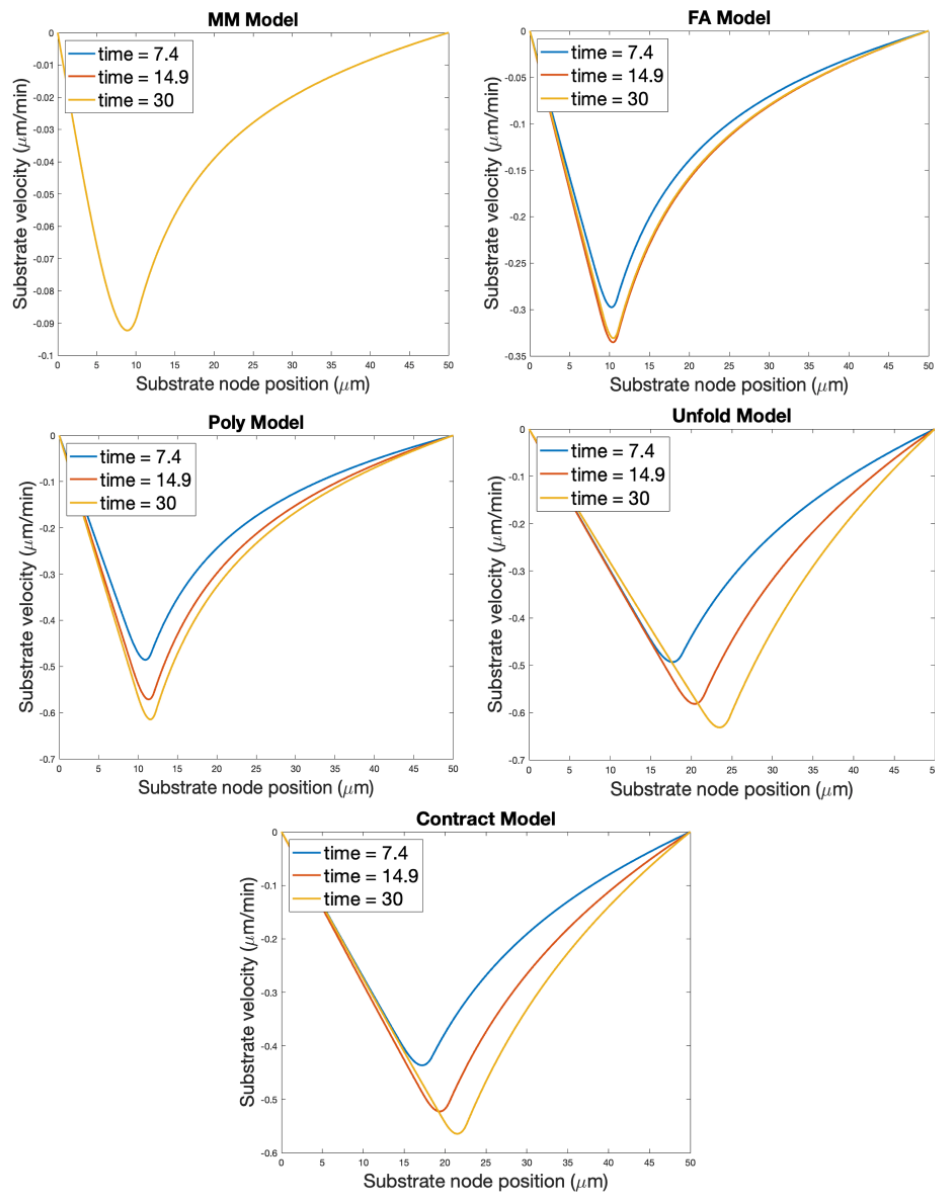 MM Model
0
-0.01
-0.02
-0.03
-0.04
-0.05
-0.06
-0.07
-0.08
-0.09
-0.1
Substrate velocity (μm/min)
time = 7.4
time = 14.9
time = 30
0 5 10 15 20 25 30 35 40 45 50
Substrate node position (μm)
FA Model
0
-0.05
-0.1
-0.15
-0.2
-0.25
-0.3
-0.35
Substrate velocity (μm/min)
time = 7.4
time = 14.9
time = 30
0 5 10 15 20 25 30 35 40 45 50
Substrate node position (μm)
Poly Model
0
-0.1
-0.2
-0.3
-0.4
-0.5
-0.6
-0.7
Substrate velocity (μm/min)
time = 7.4
time = 14.9
time = 30
0 5 10 15 20 25 30 35 40 45 50
Substrate node position (μm)
Unfold Model
0
-0.1
-0.2
-0.3
-0.4
-0.5
-0.6
-0.7
Substrate velocity (μm/min)
time = 7.4
time = 14.9
time = 30
0 5 10 15 20 25 30 35 40 45 50
Substrate node position (μm)
Contract Model
0
-0.1
-0.2
-0.3
-0.4
-0.5
-0.6
Substrate velocity (μm/min)
time = 7.4
time = 14.9
time = 30
0 5 10 15 20 25 30 35 40 45 50
Substrate node position (μm)